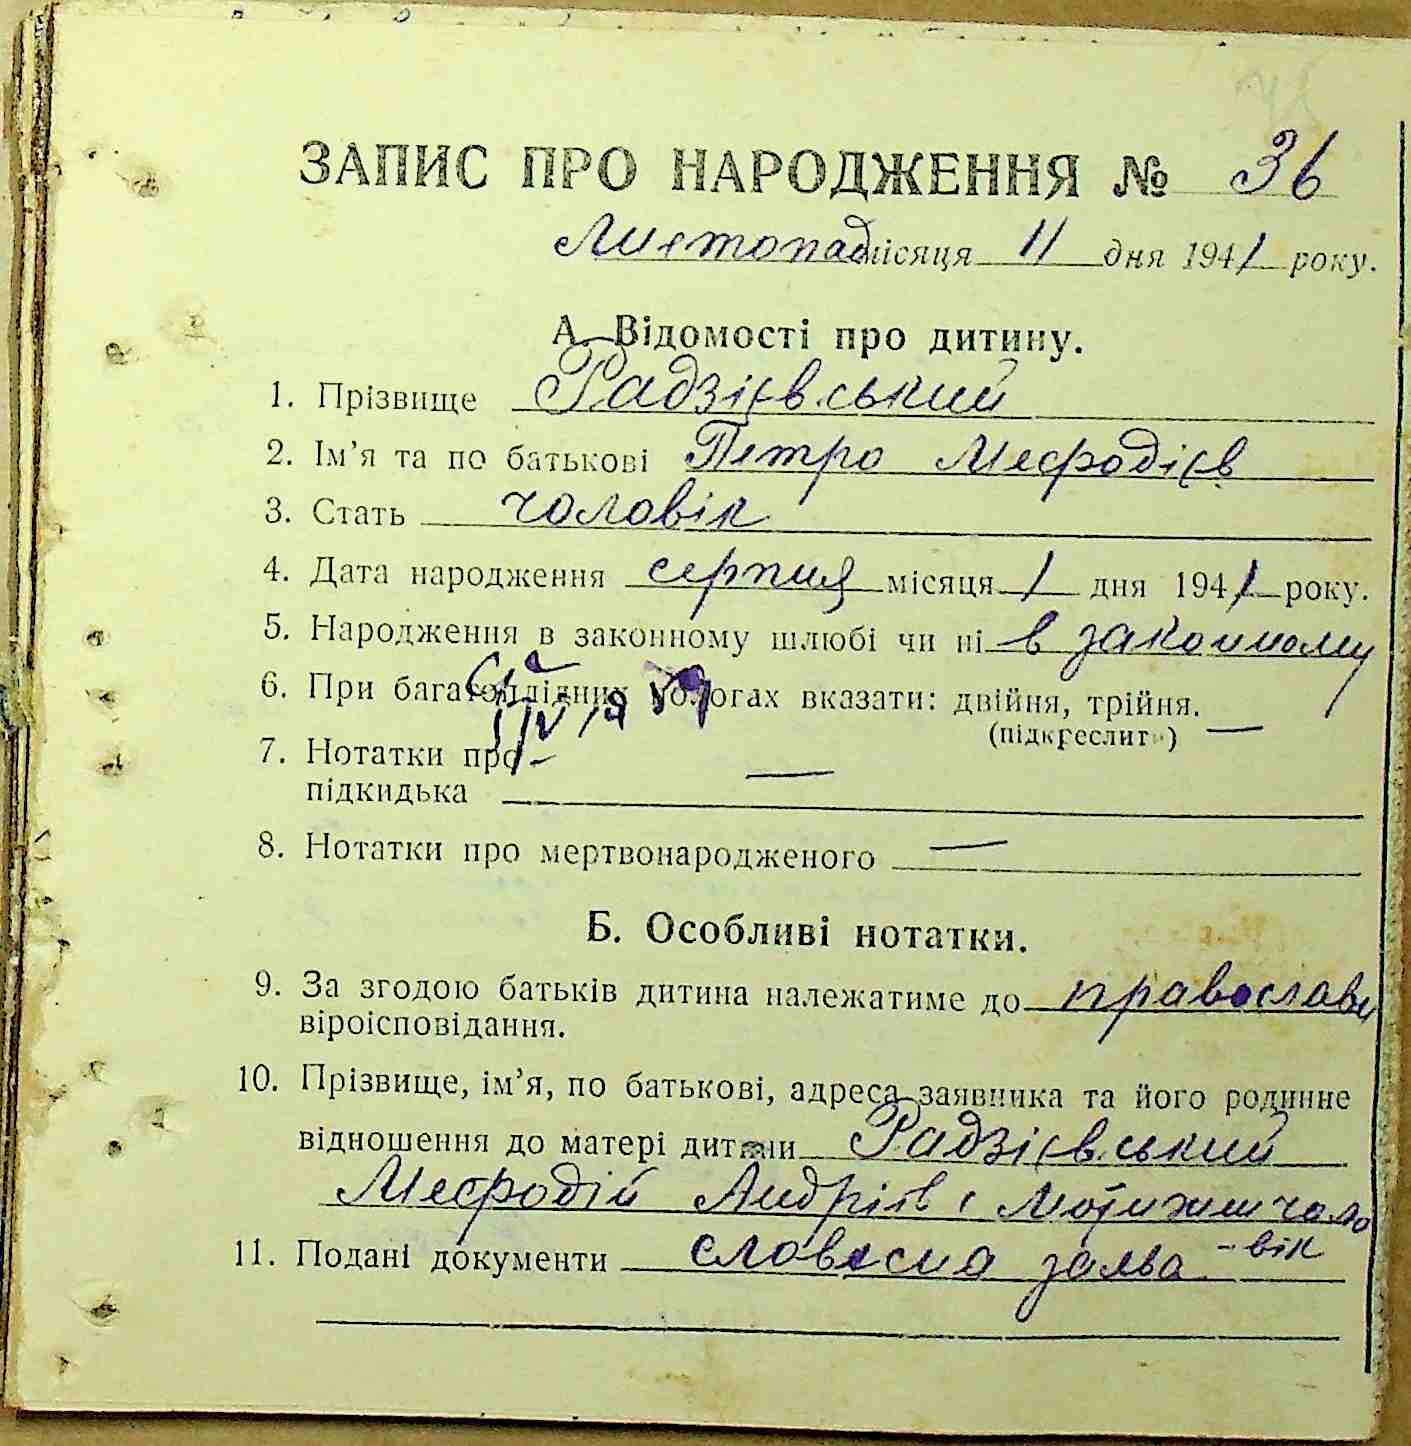 ЗАПИС ПРО НАРОДЖЕННЯ № 36
Листопад місяця 11 дня 1941 року.
А. Відомості про дитину.
1. Прізвище Радзієвський
2. Ім’я та по батькові Петро Мефодієв
3. Стать чоловік
4. Дата народження серпня місяця 1 дня 1941 року.
5. Народження в законному шлюбі чи ні в законному
6. При багатоплідних пологах вказати: двійня, трійня. —
(підкреслити)
7. Нотатки про-
підкидька —
8. Нотатки про мертвонародженого —
Б. Особливі нотатки.
9. За згодою батьків дитина належатиме до православн
віроісповідання.
10. Прізвище, ім’я, по батькові, адреса заявника та його родинне
відношення до матері дитини Радзієвський
Мефодій Андріїв с чоло
-вік
11. Подані документи словесна заява